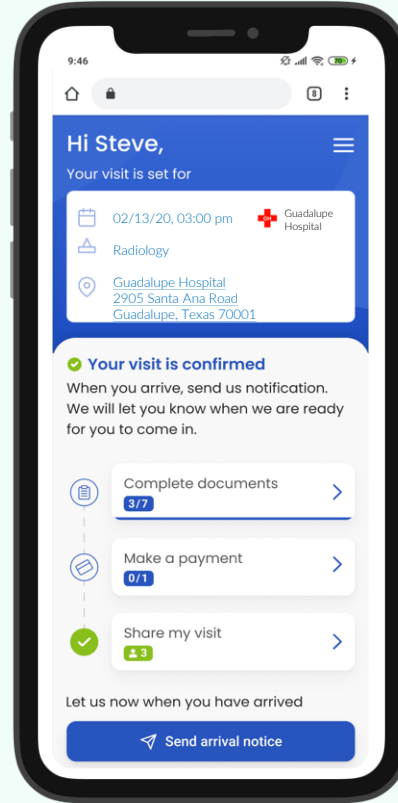 9:46
70
8
Hi Steve,
Your visit is set for
02/13/20, 03:00 pm
GH
Guadalupe
Hospital
Radiology
Guadalupe Hospital
2905 Santa Ana Road
Guadalupe, Texas 70001
Your visit is confirmed
When you arrive, send us notification.
We will let you know when we are ready
for you to come in.
Complete documents
3/7
Make a payment
0/1
Share my visit
3
Let us now when you have arrived
Send arrival notice